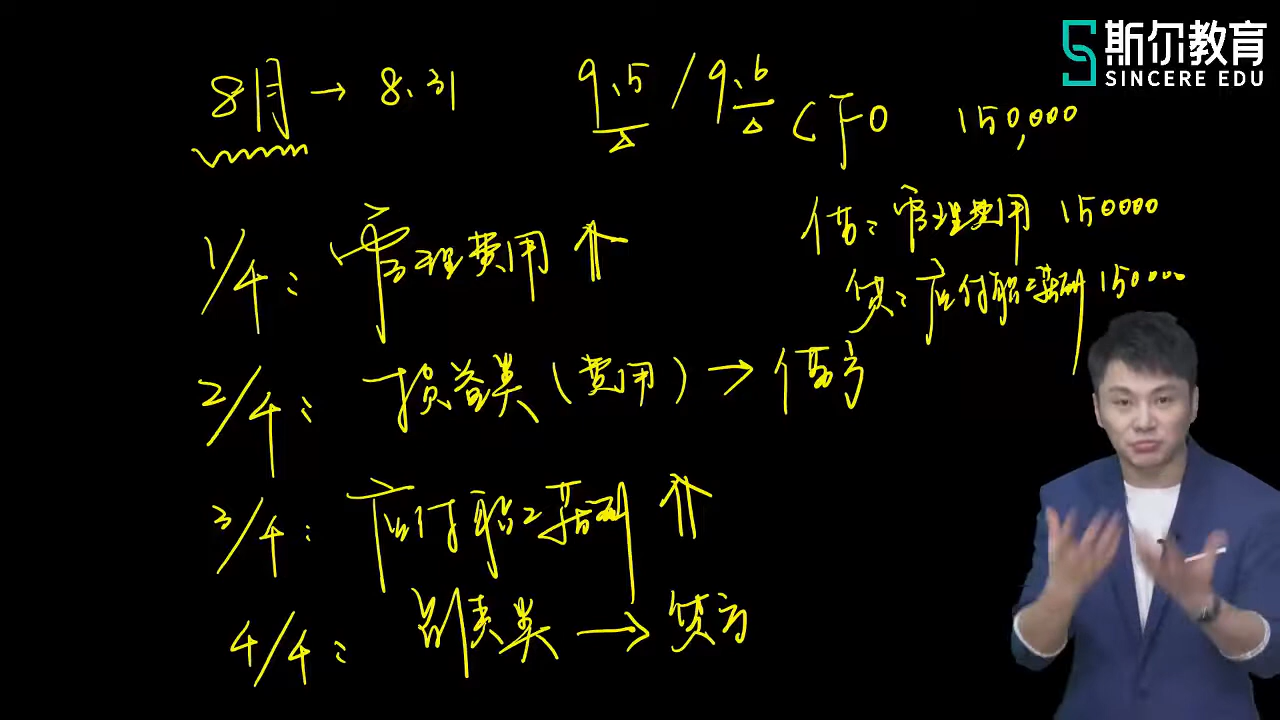 斯尔教育
SINCERE EDU
8月 → 8.31 9.5 / 9.6 CFO 150,000
借: 管理费用 150000
贷: 应付职工薪酬 150000
1/4: 管理费用 ↑
2/4: 损益类 (费用) → 借方
3/4: 应付职工薪酬 ↑
4/4: 负债类 → 贷方